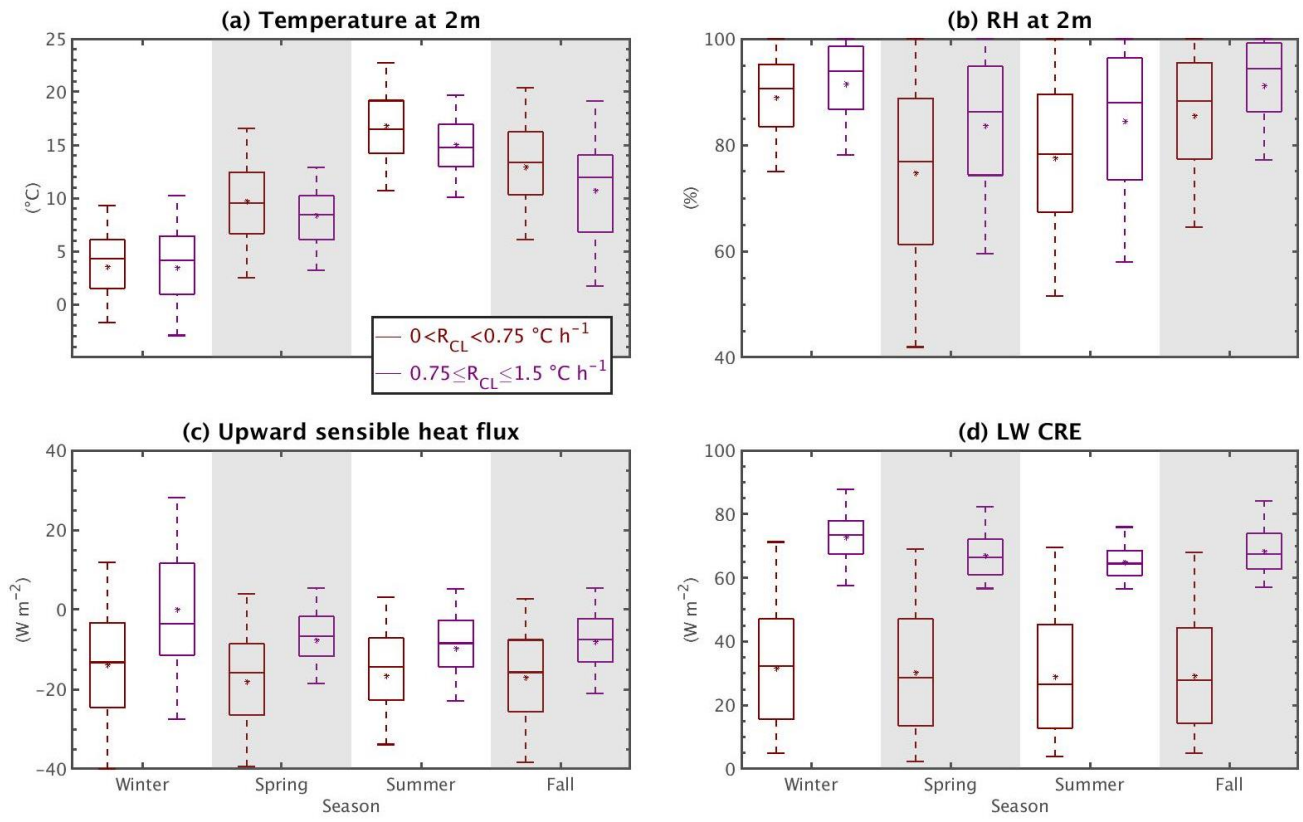 (a) Temperature at 2m
25
20
15
10
5
0
(°C)
0<R_CL<0.75 °C h⁻¹
0.75≤R_CL≤1.5 °C h⁻¹
(b) RH at 2m
100
80
60
40
(%)
(c) Upward sensible heat flux
40
20
0
−20
−40
(W m⁻²)
Winter Spring Summer Fall
Season
(d) LW CRE
100
80
60
40
20
0
(W m⁻²)
Winter Spring Summer Fall
Season